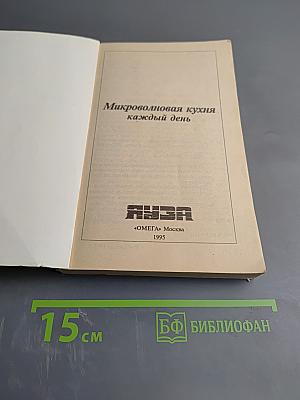 Микроволновая кухня
каждый день
ЯУЗА
«ОМЕГА» Москва
1995
15 см
БФ БИБЛИОФАН